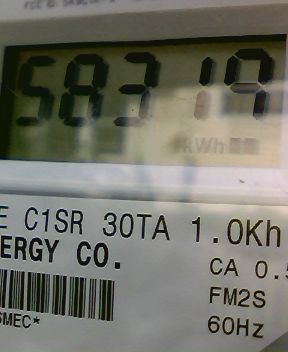 58319
kWh
E C1SR 30TA 1.0Kh
ERGY CO.
CA 0.5
FM2S
60Hz
SMEC*